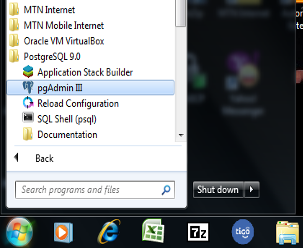 MTN Internet
MTN Mobile Internet
Oracle VM VirtualBox
PostgreSQL 9.0
Application Stack Builder
pgAdmin III
Reload Configuration
SQL Shell (psql)
Documentation
Back
Search programs and files
Shut down
7z
tigo